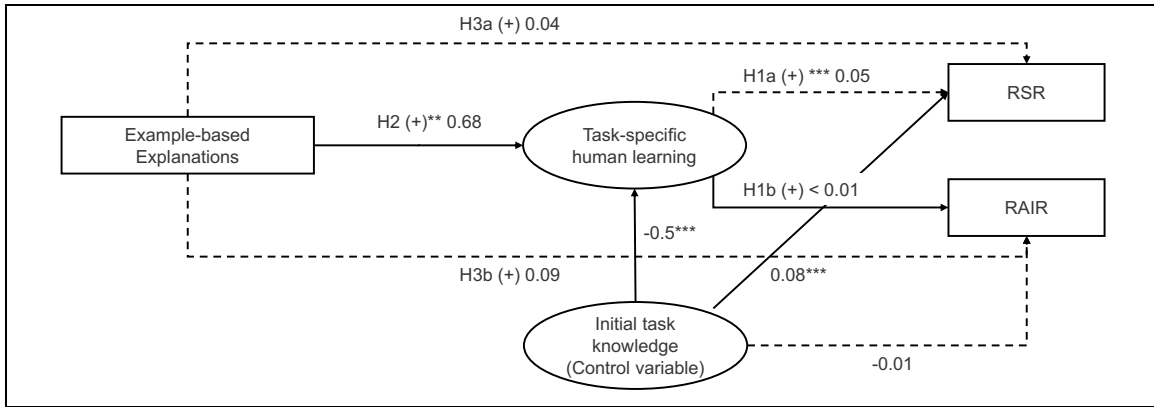 H3a (+) 0.04
H1a (+) *** 0.05
RSR
Example-based
Explanations
H2 (+)** 0.68
Task-specific
human learning
H1b (+) < 0.01
RAIR
-0.5***
H3b (+) 0.09
0.08***
Initial task
knowledge
(Control variable)
-0.01